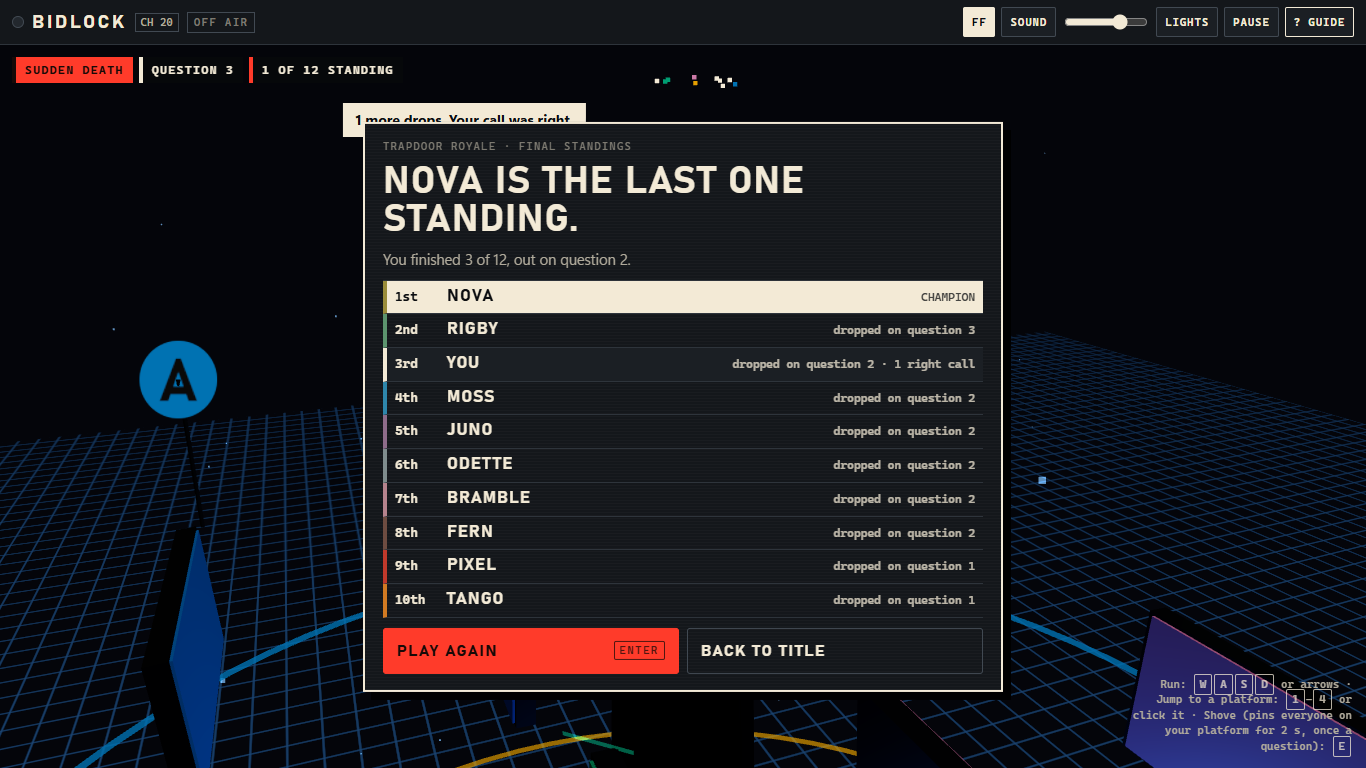 BIDLOCK CH 20 OFF AIR FF SOUND LIGHTS PAUSE ? GUIDE
SUDDEN DEATH QUESTION 3 1 OF 12 STANDING
1 more drops. Your call was right.
TRAPDOOR ROYALE · FINAL STANDINGS
NOVA IS THE LAST ONE
STANDING.
You finished 3 of 12, out on question 2.
1st NOVA CHAMPION
2nd RIGBY dropped on question 3
3rd YOU dropped on question 2 · 1 right call
4th MOSS dropped on question 2
5th JUNO dropped on question 2
6th ODETTE dropped on question 2
7th BRAMBLE dropped on question 2
8th FERN dropped on question 2
9th PIXEL dropped on question 1
10th TANGO dropped on question 1
PLAY AGAIN ENTER BACK TO TITLE
A
Run: W A S D or arrows ·
Jump to a platform: 1–4 or
click it · Shove (pins everyone on
your platform for 2 s, once a
question): E